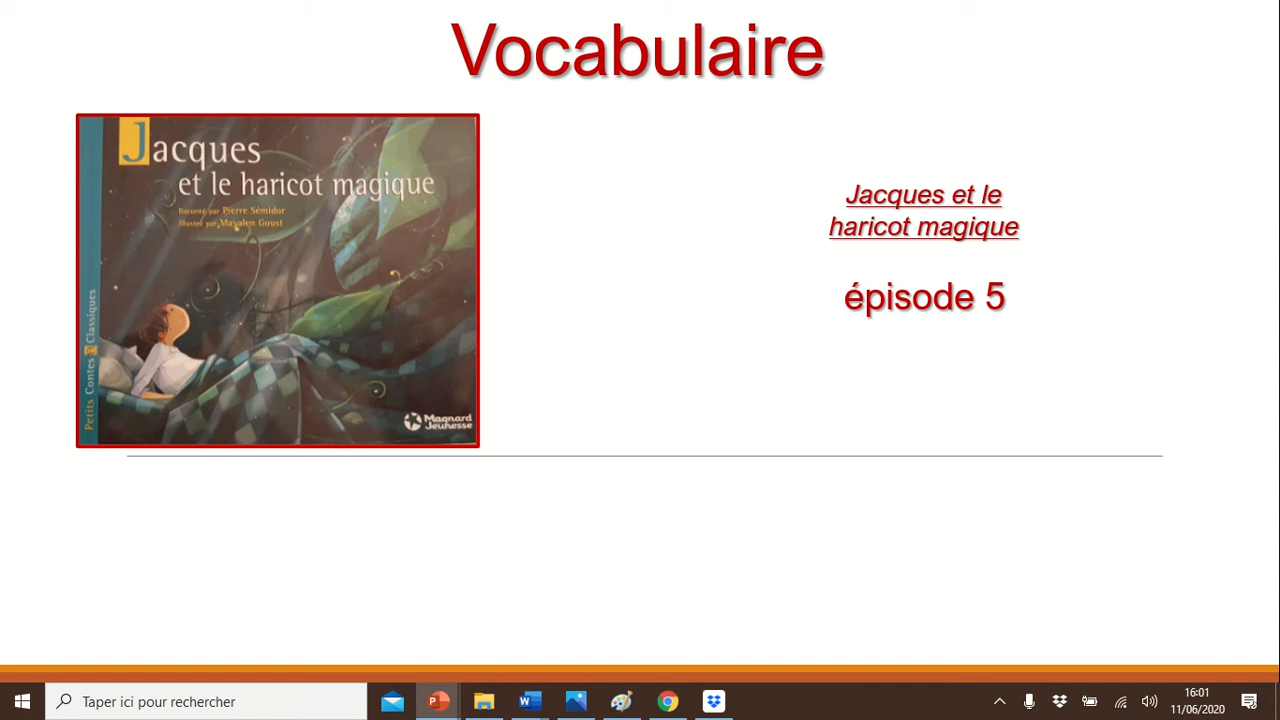 Vocabulaire
Jacques
et le haricot magique
Raconté par Pierre Sémidor
Illustré par Mayalen Goust
Petits Contes & Classiques
Magnard
Jeunesse
Jacques et le
haricot magique
épisode 5
Taper ici pour rechercher
16:01
11/06/2020